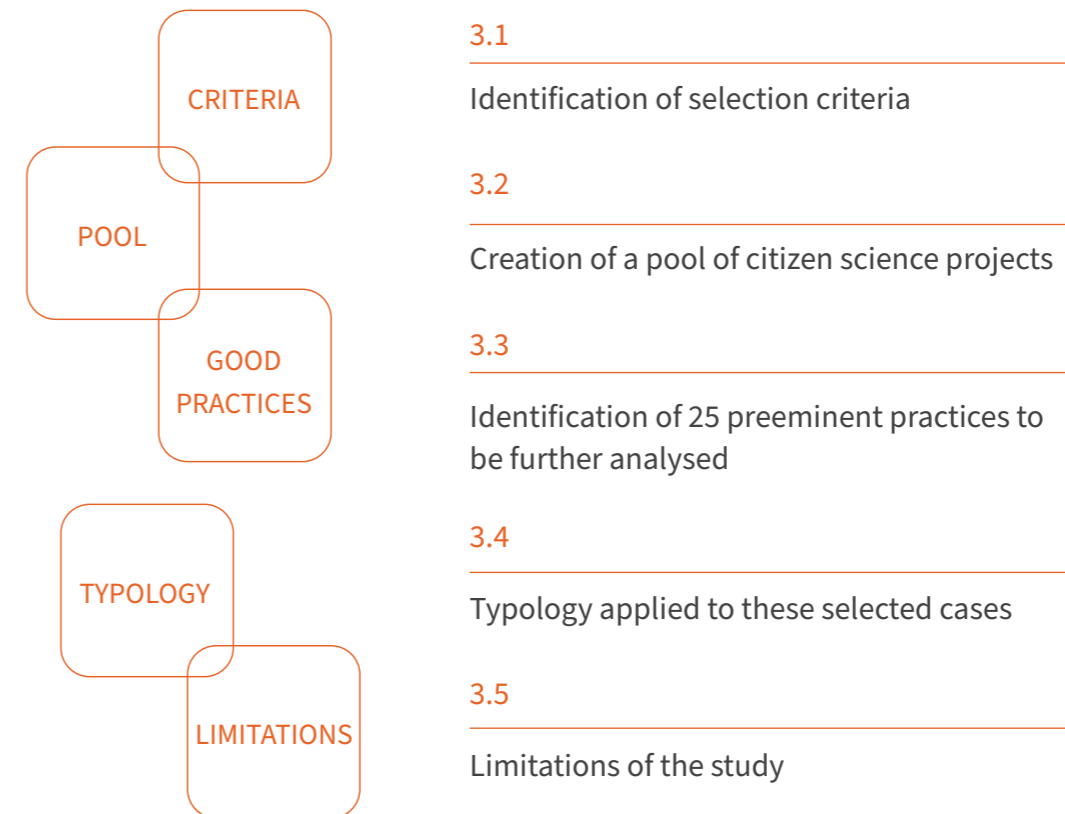 CRITERIA
3.1
Identification of selection criteria
POOL
3.2
Creation of a pool of citizen science projects
GOOD
PRACTICES
3.3
Identification of 25 preeminent practices to
be further analysed
TYPOLOGY
3.4
Typology applied to these selected cases
LIMITATIONS
3.5
Limitations of the study